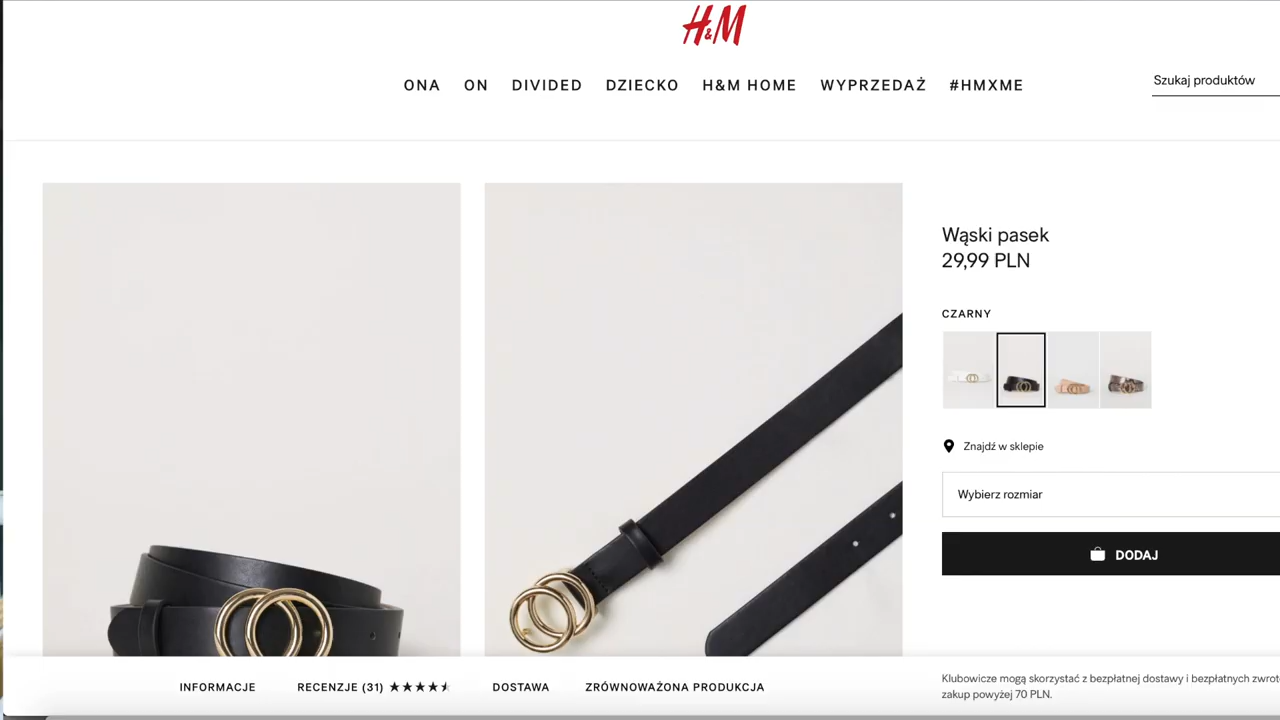 H&M
ONA ON DIVIDED DZIECKO H&M HOME WYPRZEDAŻ #HMXME
Szukaj produktów
Wąski pasek
29,99 PLN
CZARNY
Znajdź w sklepie
Wybierz rozmiar
DODAJ
INFORMACJE RECENZJE (31) DOSTAWA ZRÓWNOWAŻONA PRODUKCJA
Klubowicze mogą skorzystać z bezpłatnej dostawy i bezpłatnych zwrot
zakup powyżej 70 PLN.